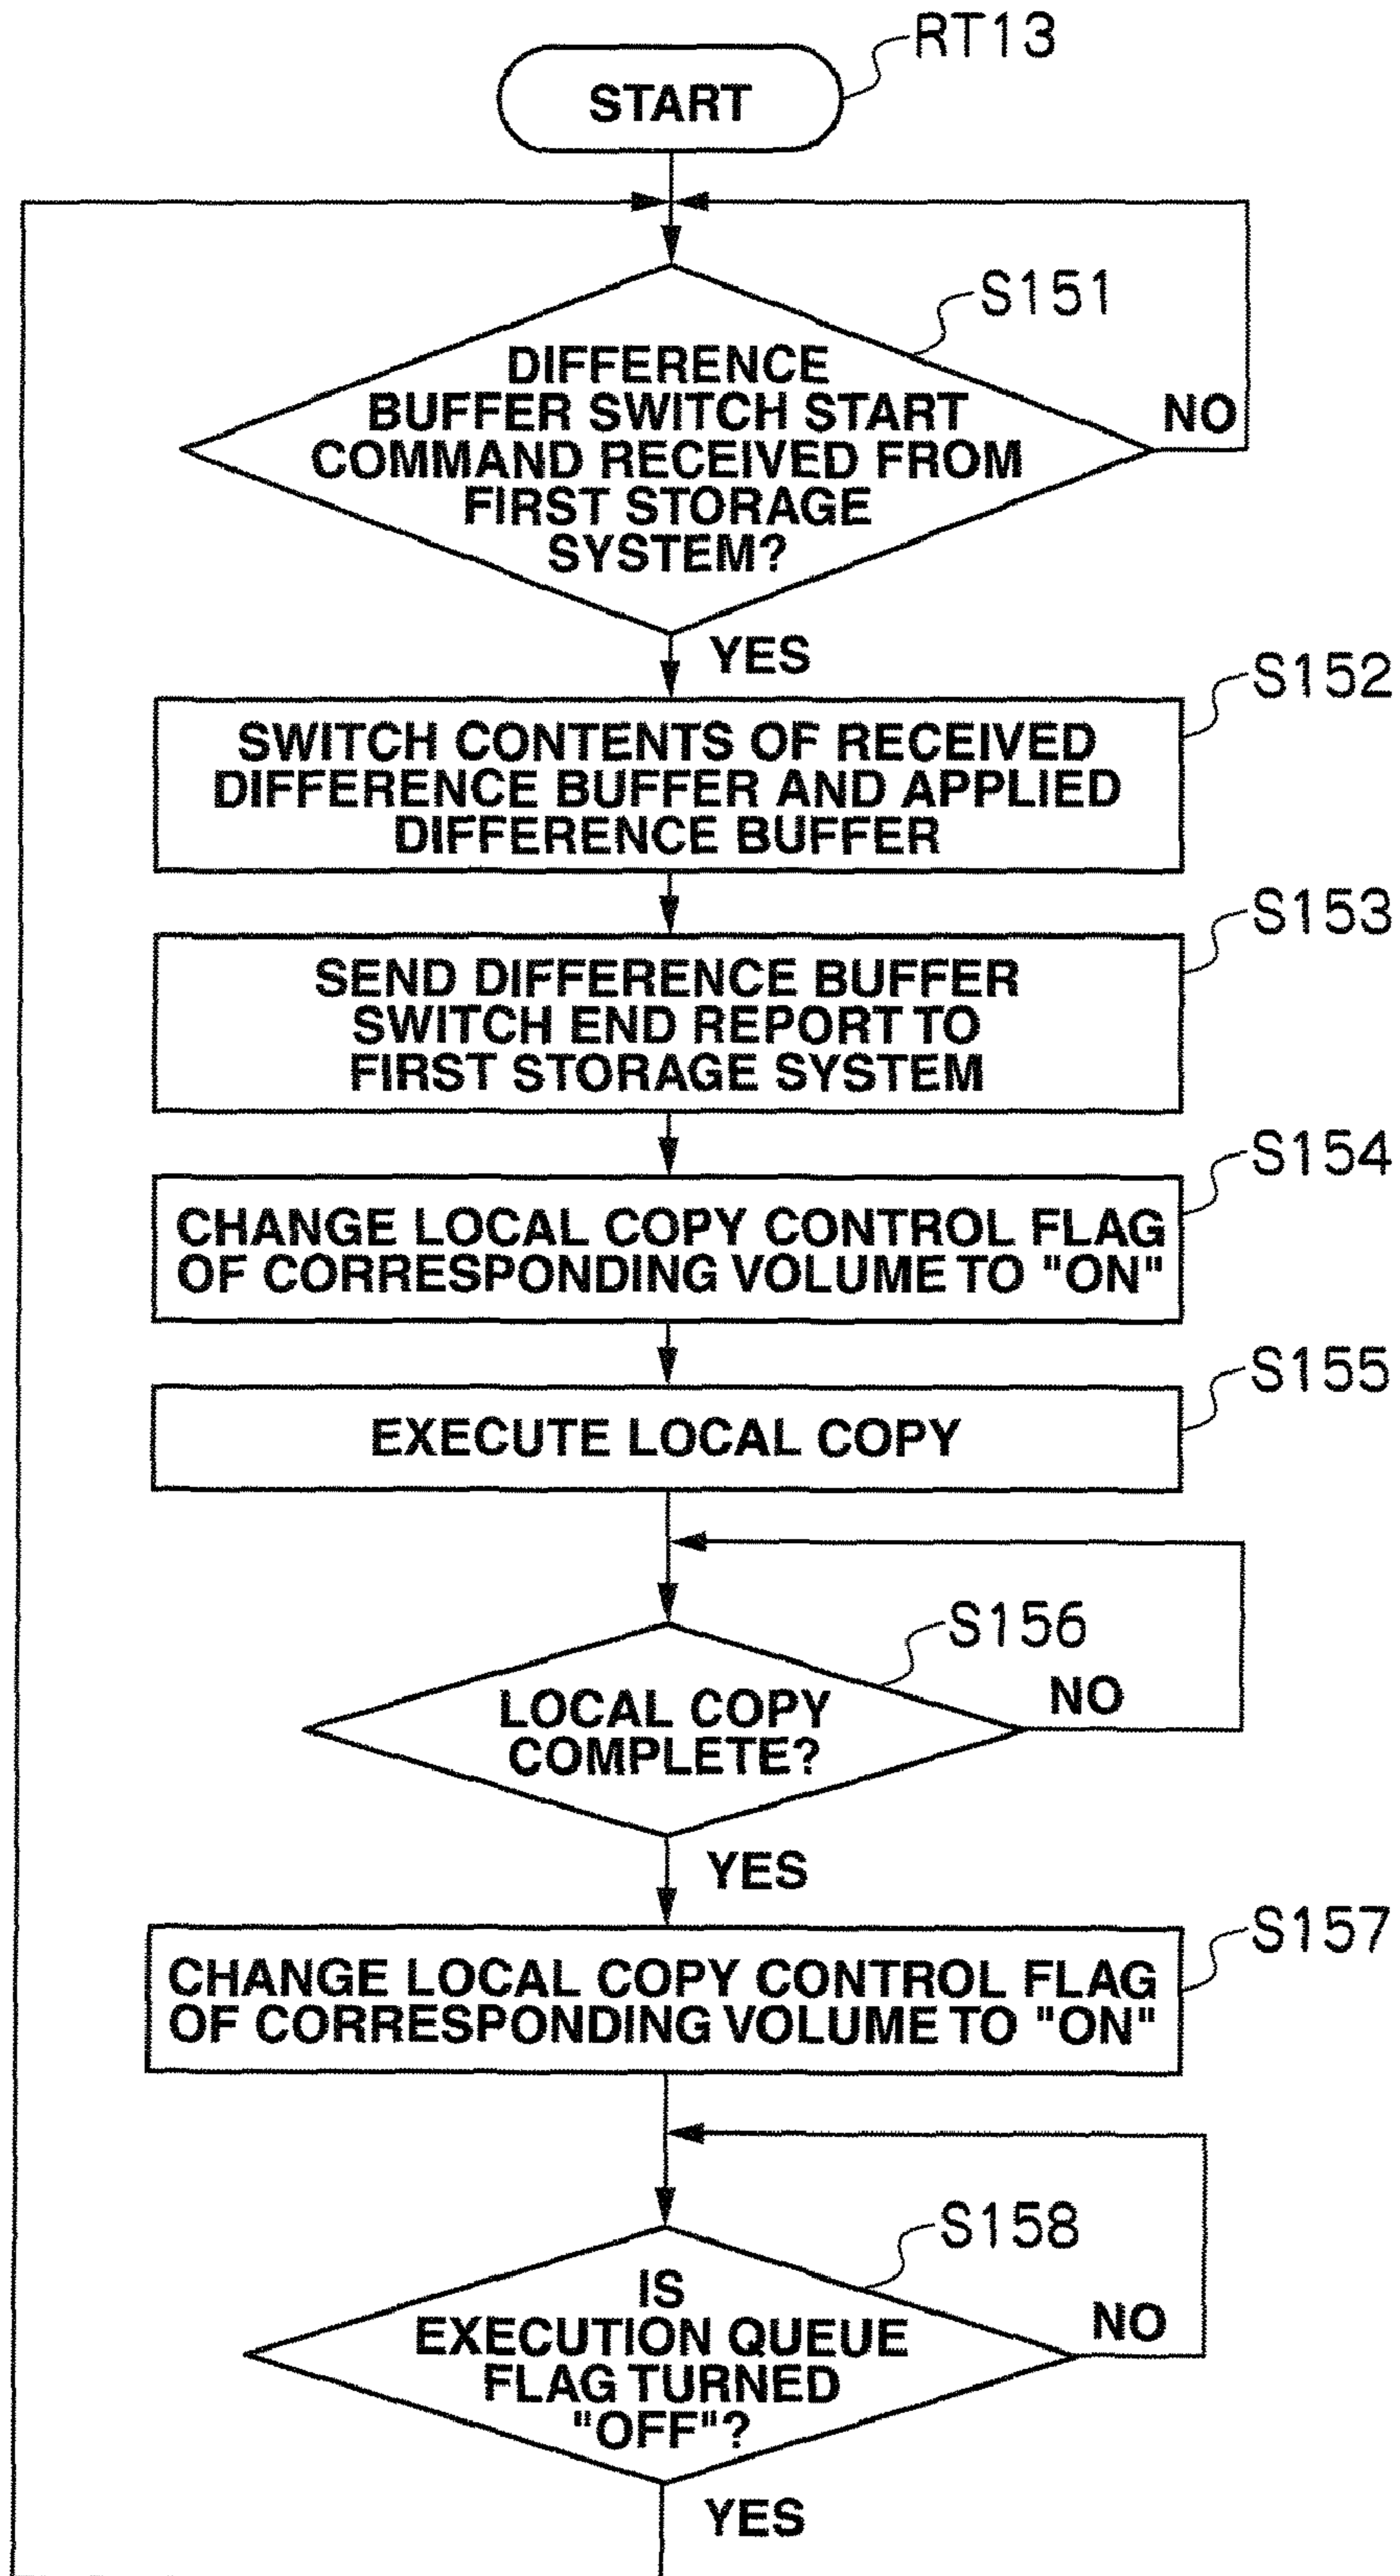 RT13
START
S151
DIFFERENCE
BUFFER SWITCH START
COMMAND RECEIVED FROM
FIRST STORAGE
SYSTEM?
NO
YES
S152
SWITCH CONTENTS OF RECEIVED
DIFFERENCE BUFFER AND APPLIED
DIFFERENCE BUFFER
S153
SEND DIFFERENCE BUFFER
SWITCH END REPORT TO
FIRST STORAGE SYSTEM
S154
CHANGE LOCAL COPY CONTROL FLAG
OF CORRESPONDING VOLUME TO "ON"
S155
EXECUTE LOCAL COPY
S156
LOCAL COPY
COMPLETE?
NO
YES
S157
CHANGE LOCAL COPY CONTROL FLAG
OF CORRESPONDING VOLUME TO "ON"
S158
IS
EXECUTION QUEUE
FLAG TURNED
"OFF"?
NO
YES